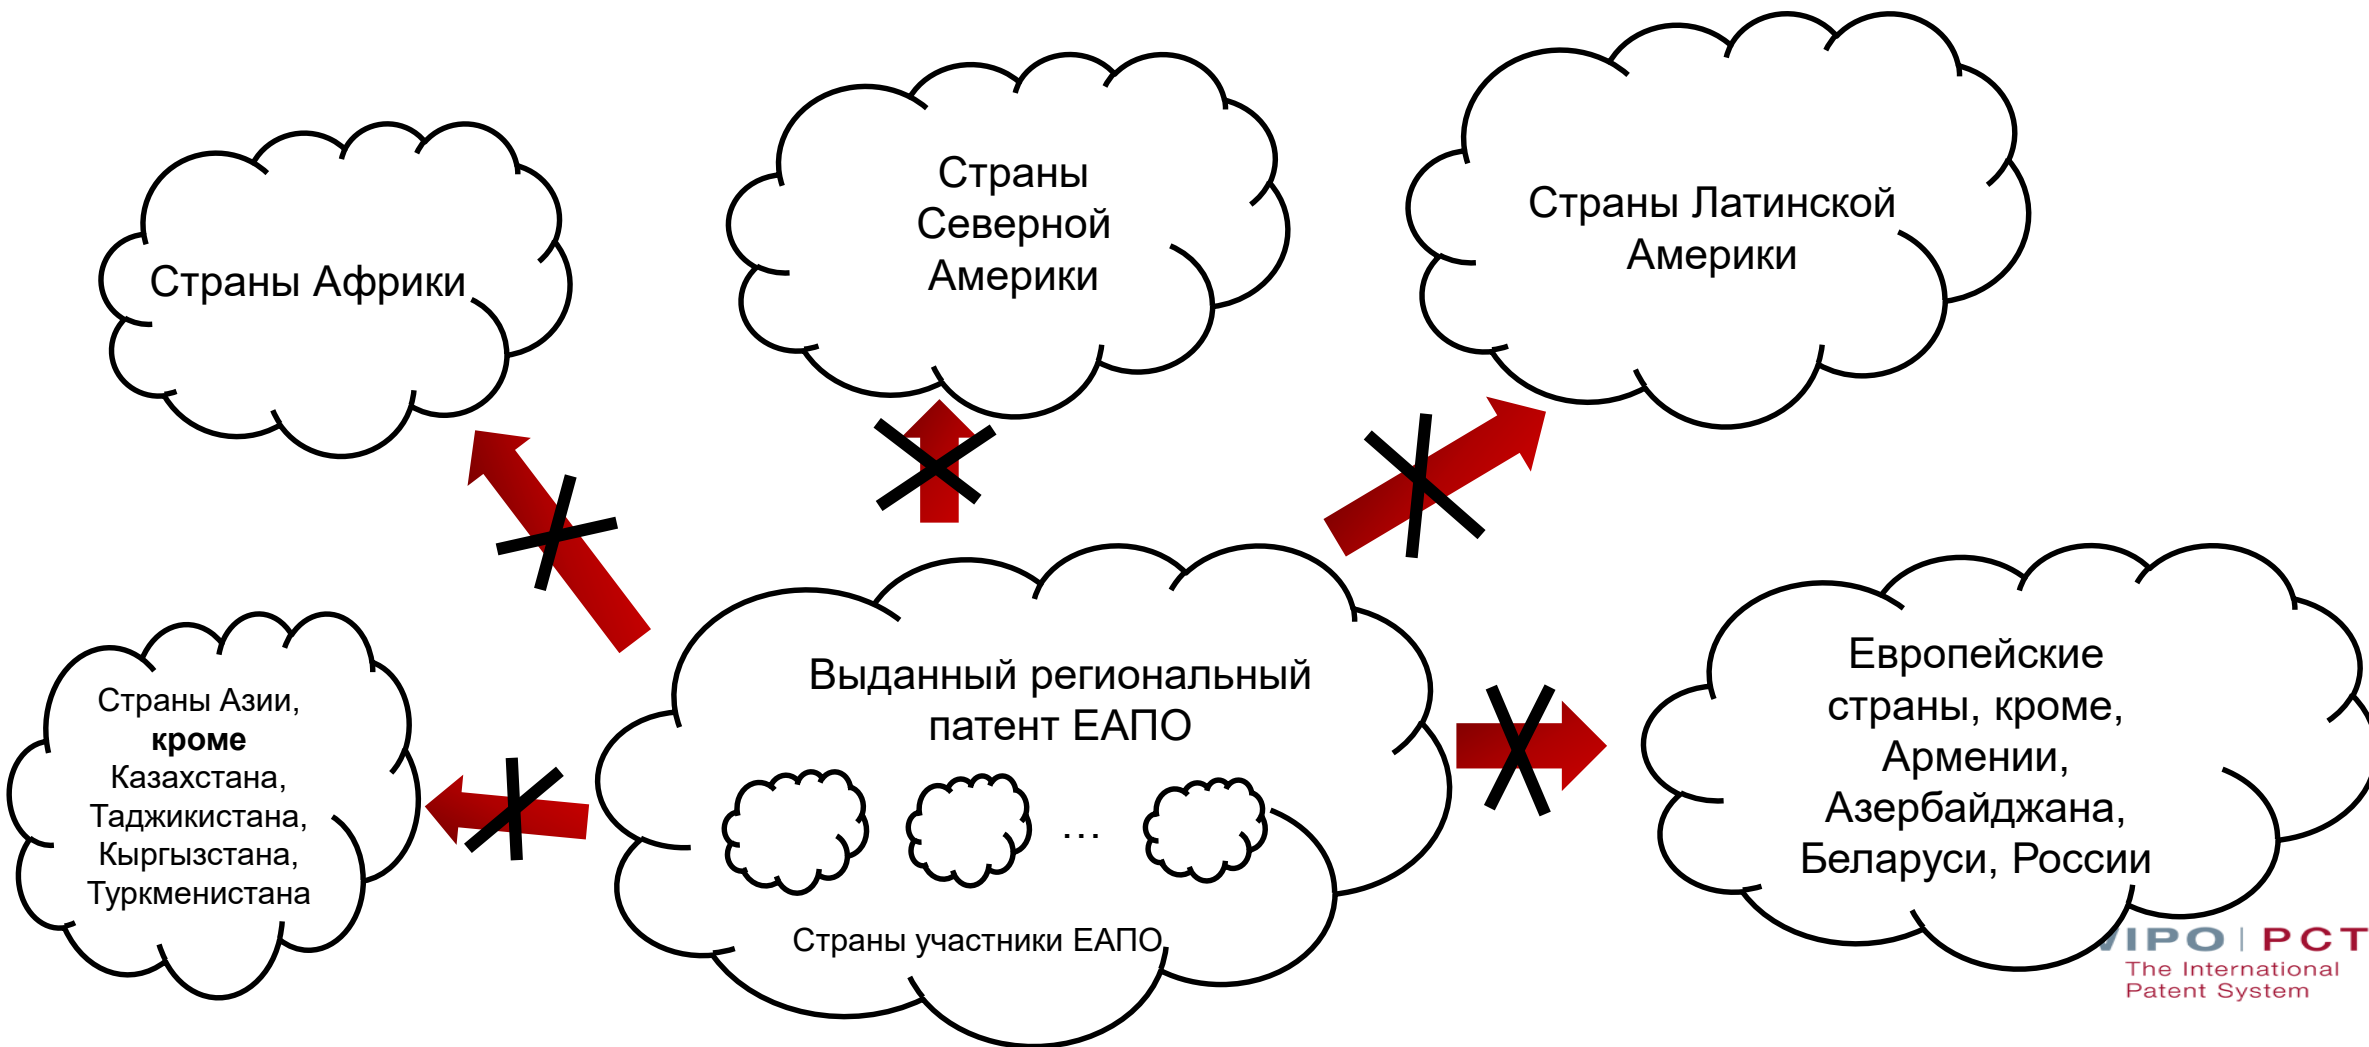 Страны Африки
Страны
Северной
Америки
Страны Латинской
Америки
Страны Азии,
кроме
Казахстана,
Таджикистана,
Кыргызстана,
Туркменистана
Выданный региональный
патент ЕАПО
...
Страны участники ЕАПО
Европейские
страны, кроме,
Армении,
Азербайджана,
Беларуси, России
WIPO | PCT
The International
Patent System